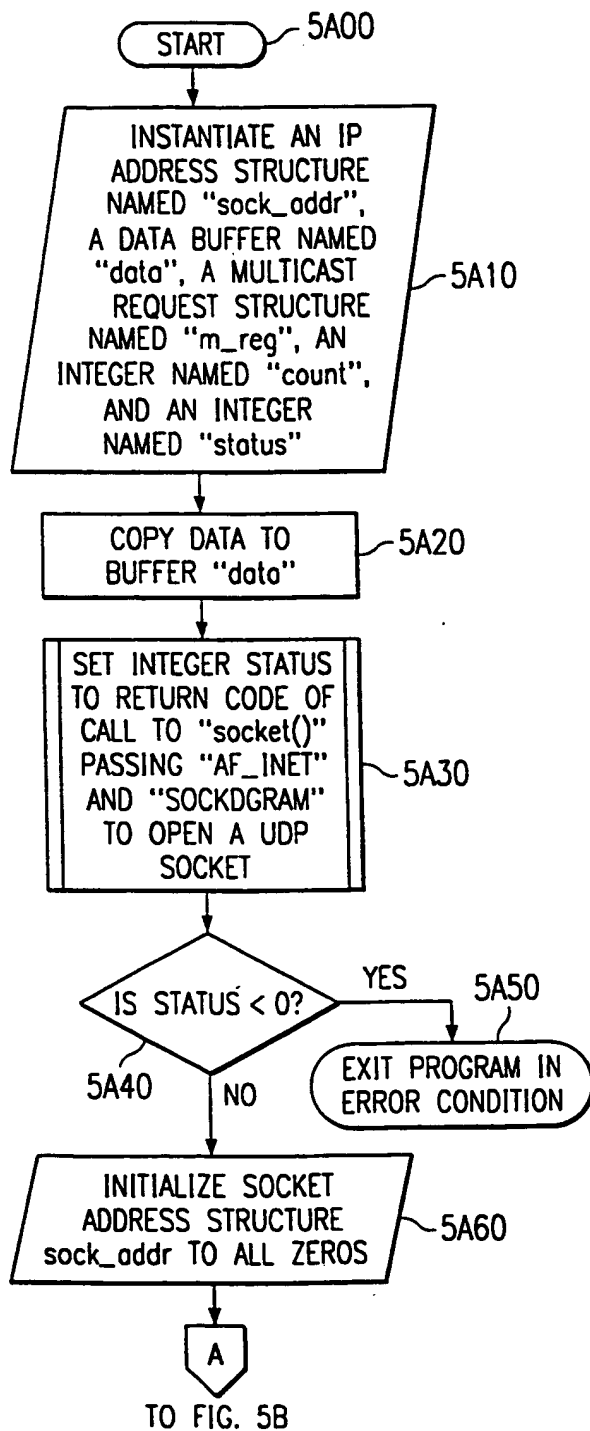 START
5A00
INSTANTIATE AN IP
ADDRESS STRUCTURE
NAMED "sock_addr",
A DATA BUFFER NAMED
"data", A MULTICAST
REQUEST STRUCTURE
NAMED "m_reg", AN
INTEGER NAMED "count",
AND AN INTEGER
NAMED "status"
5A10
COPY DATA TO
BUFFER "data"
5A20
SET INTEGER STATUS
TO RETURN CODE OF
CALL TO "socket()"
PASSING "AF_INET"
AND "SOCKDGRAM"
TO OPEN A UDP
SOCKET
5A30
IS STATUS < 0?
YES
5A40
NO
5A50
EXIT PROGRAM IN
ERROR CONDITION
INITIALIZE SOCKET
ADDRESS STRUCTURE
sock_addr TO ALL ZEROS
5A60
A
TO FIG. 5B